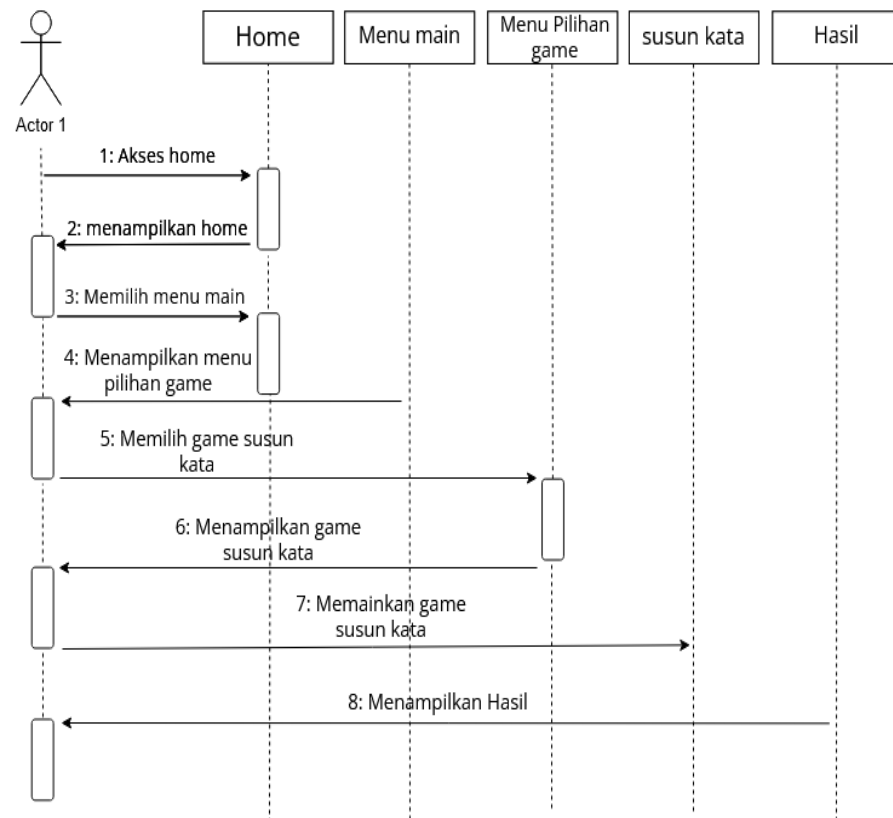 Home
Menu main
Menu Pilihan
game
susun kata
Hasil
Actor 1
1: Akses home
2: menampilkan home
3: Memilih menu main
4: Menampilkan menu
pilihan game
5: Memilih game susun
kata
6: Menampilkan game
susun kata
7: Memainkan game
susun kata
8: Menampilkan Hasil